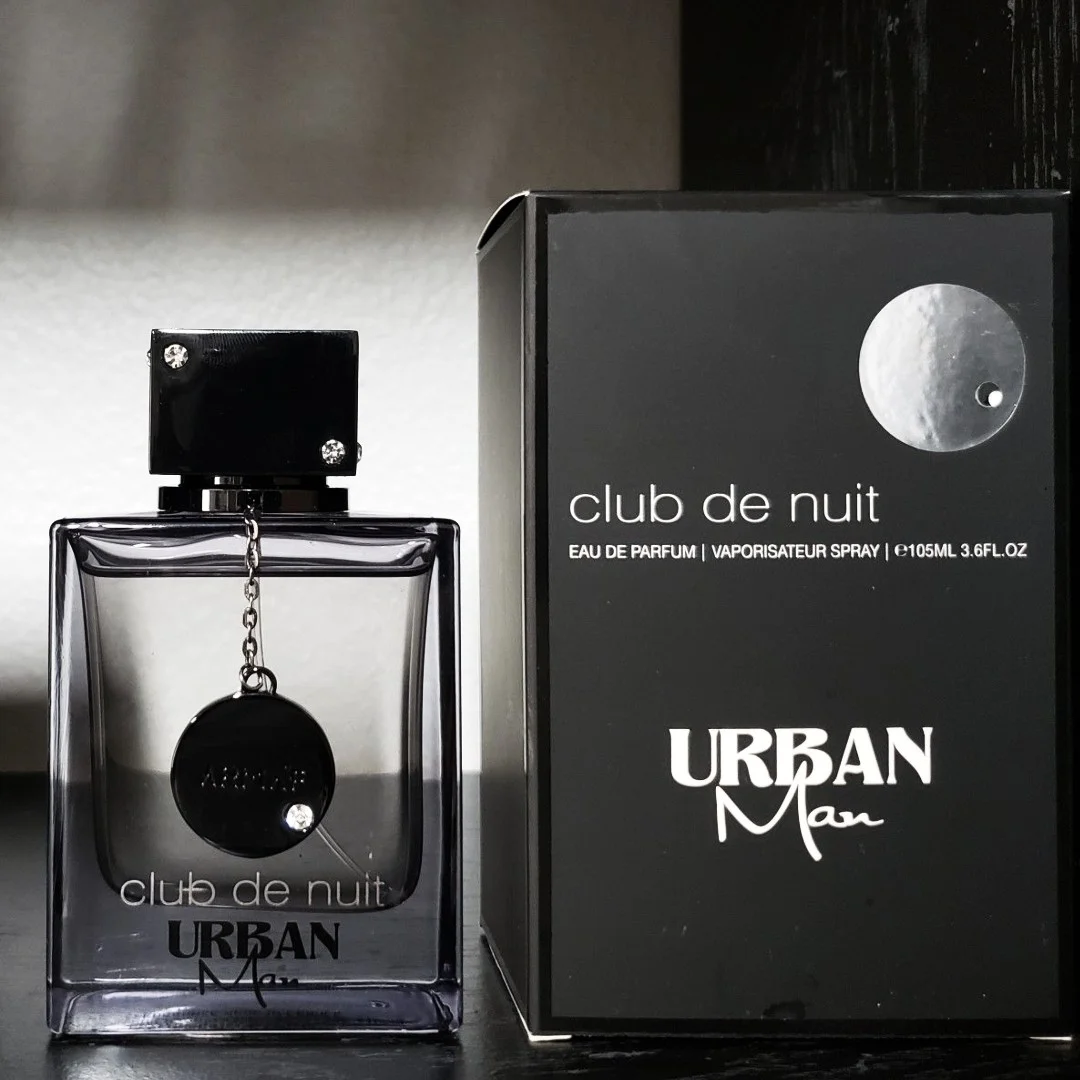 club de nuit
EAU DE PARFUM | VAPORISATEUR SPRAY | ℮105ML 3.6FL.OZ
URBAN
Man
ARMAF
club de nuit
URBAN
Man